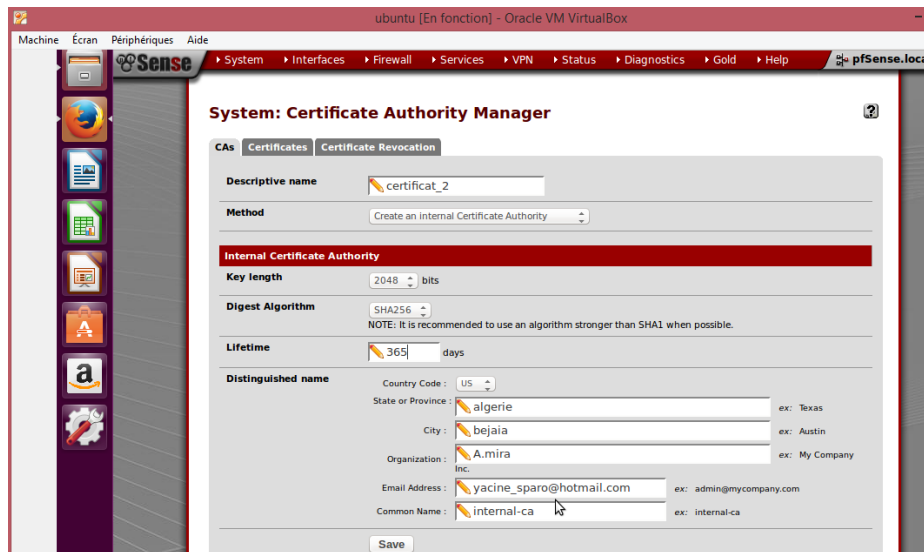 ubuntu [En fonction] - Oracle VM VirtualBox
Machine Écran Périphériques Aide
Sense System Interfaces Firewall Services VPN Status Diagnostics Gold Help pfSense.loca
System: Certificate Authority Manager
CAs Certificates Certificate Revocation
Descriptive name certificat_2
Method Create an internal Certificate Authority
Internal Certificate Authority
Key length 2048 bits
Digest Algorithm SHA256
NOTE: It is recommended to use an algorithm stronger than SHA1 when possible.
Lifetime 365 days
Distinguished name Country Code : US
State or Province : algerie ex: Texas
City : bejaia ex: Austin
Organization : A.mira ex: My Company
Inc.
Email Address : yacine_sparo@hotmail.com ex: admin@mycompany.com
Common Name : internal-ca ex: internal-ca
Save